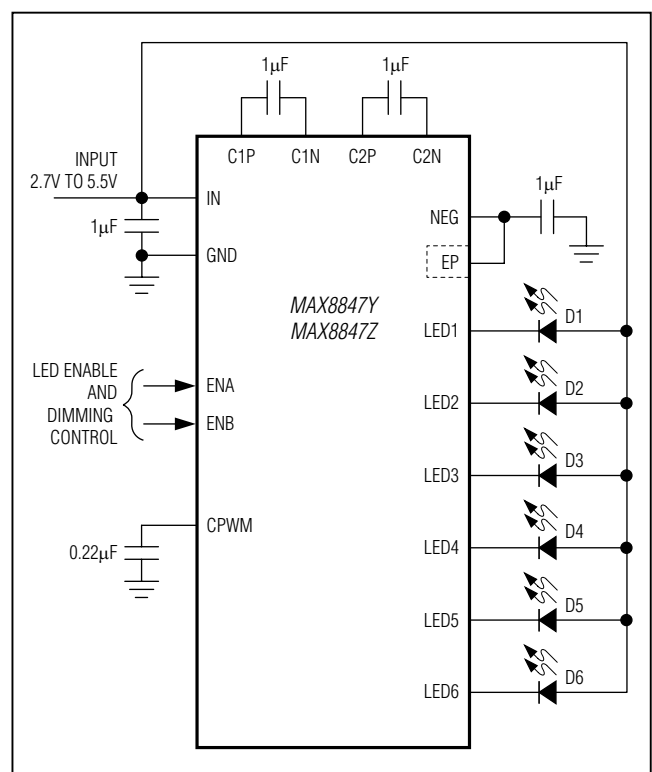 1μF
1μF
C1P
C1N
C2P
C2N
INPUT
2.7V TO 5.5V
IN
1μF
GND
NEG
1μF
EP
MAX8847Y
MAX8847Z
LED1
D1
LED ENABLE
AND
DIMMING
CONTROL
ENA
ENB
LED2
D2
LED3
D3
CPWM
0.22μF
LED4
D4
LED5
D5
LED6
D6